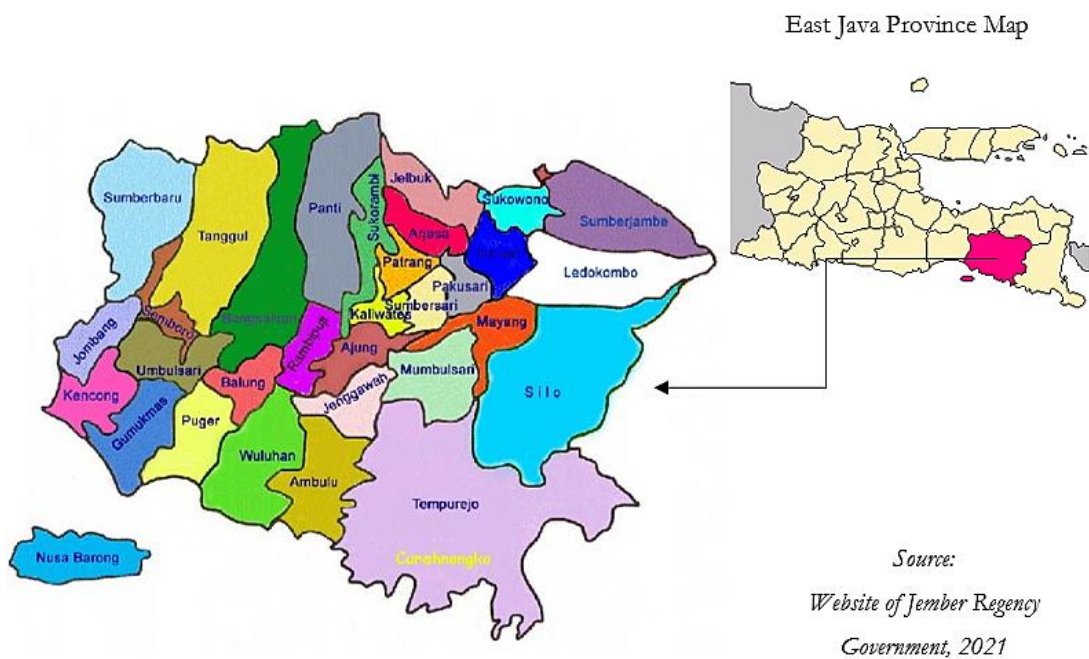 East Java Province Map
Sumberbaru
Tanggul
Bangsalsari
Panti
Sukorambi
Jelbuk
Arjasa
Patrang
Sukowono
Sumberjambe
Ledokombo
Pakusari
Sumbersari
Kaliwates
Mayang
Jombang
Semboro
Umbulsari
Kencong
Gumukmas
Puger
Balung
Rambipuji
Ajung
Jenggawah
Mumbulsari
Silo
Wuluhan
Ambulu
Tempurejo
Nusa Barong
Source:
Website of Jember Regency
Government, 2021